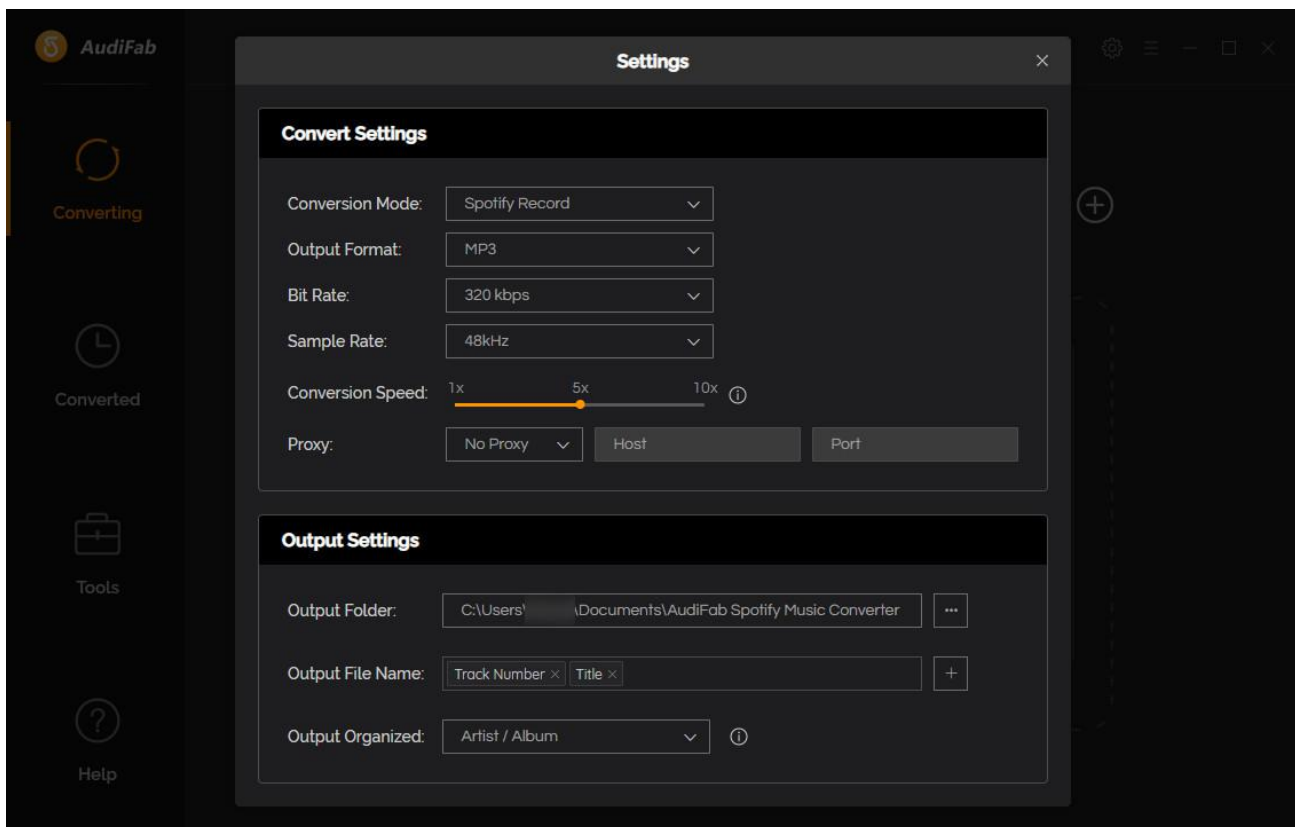 AudiFab
Settings
Convert Settings
Conversion Mode: Spotify Record
Output Format: MP3
Bit Rate: 320 kbps
Sample Rate: 48kHz
Conversion Speed: 1x 5x 10x
Proxy: No Proxy Host Port
Output Settings
Output Folder: C:\Users\ \Documents\AudiFab Spotify Music Converter
Output File Name: Track Number × Title ×
Output Organized: Artist / Album
Converting
Converted
Tools
Help